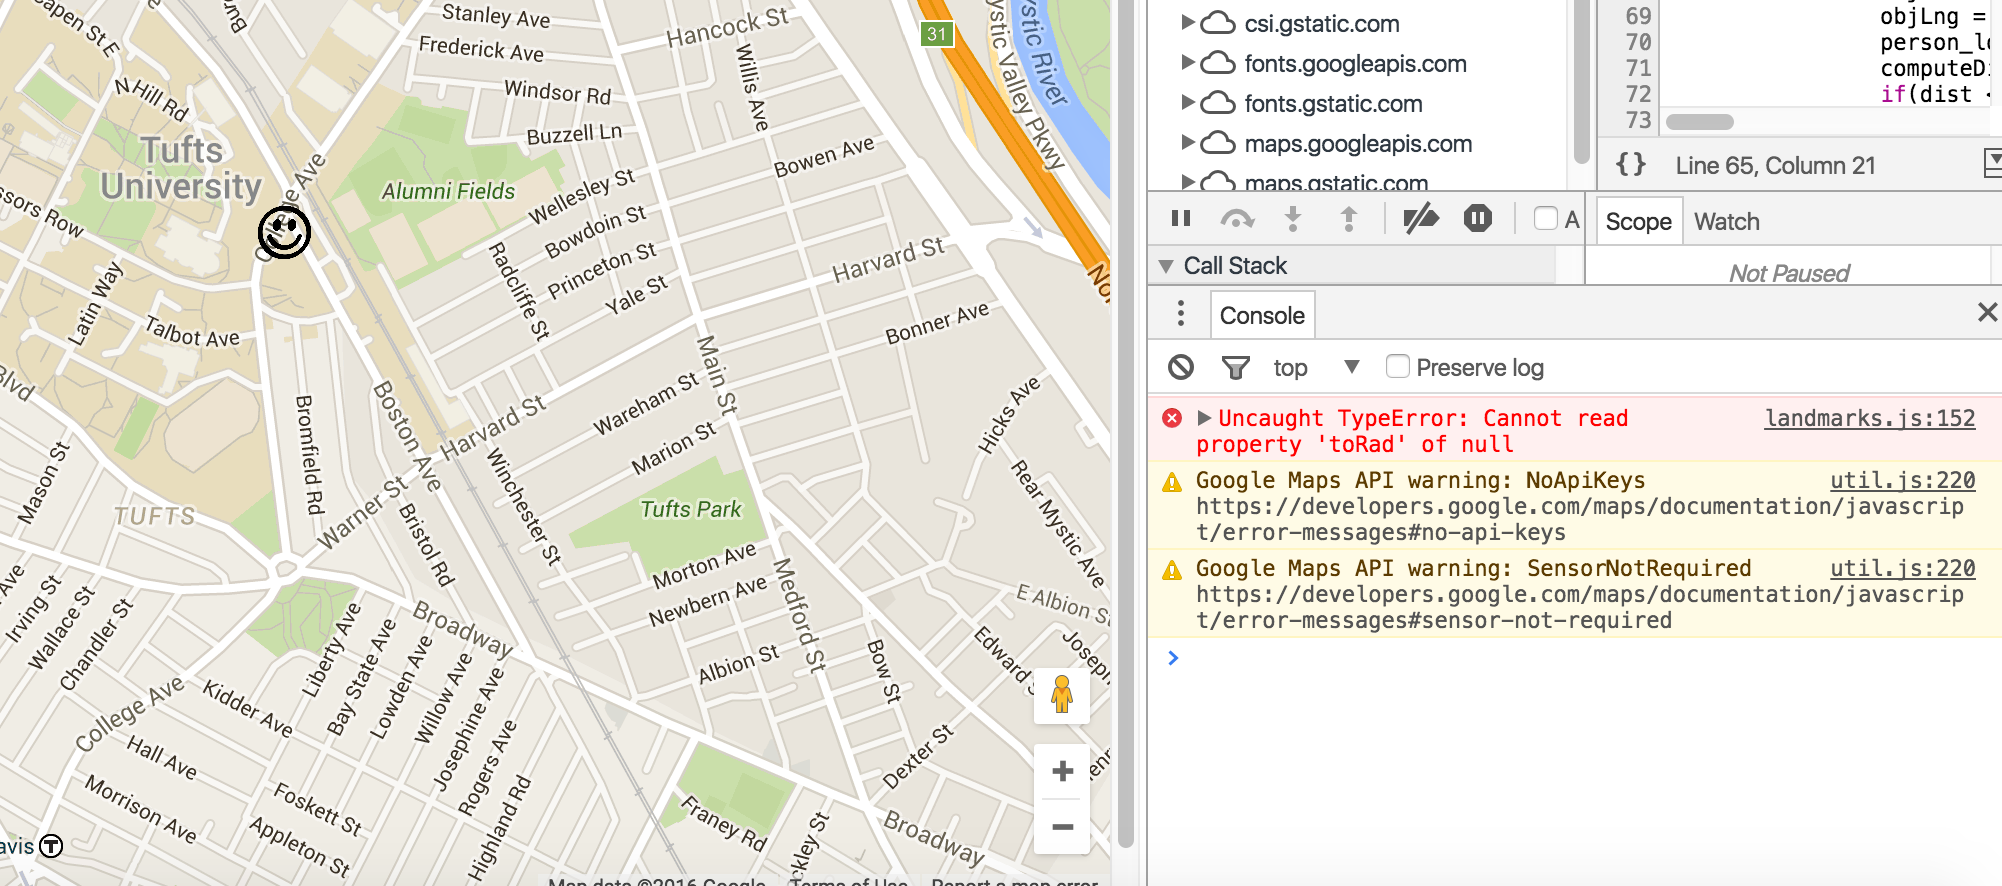 Stanley Ave
Hancock St
31
Frederick Ave
Willis Ave
Mystic River
Mystic Valley Pkwy
N Hill Rd
Windsor Rd
Buzzell Ln
Bowen Ave
Tufts
University
College Ave
Alumni Fields
Wellesley St
Bowdoin St
Princeton St
Radcliffe St
Yale St
Harvard St
Latin Way
Talbot Ave
Bonner Ave
Main St
Boston Ave
Bromfield Rd
Wareham St
Harvard St
Marion St
Hicks Ave
Mason St
TUFTS
Warner St
Winchester St
Bristol Rd
Tufts Park
Rear Mystic Ave
Morton Ave
Newbern Ave
Medford St
E Albion St
Irving St
Wallace St
Chandler St
Liberty Ave
Bay State Ave
Lowden Ave
Willow Ave
Josephine Ave
Rogers Ave
Highland Rd
Broadway
Albion St
Bow St
College Ave
Kidder Ave
Hall Ave
Morrison Ave
Foskett St
Appleton St
Dexter St
Franey Rd
Broadway
avis T
Map data ©2016 Google Terms of Use Report a map error
csi.gstatic.com
fonts.googleapis.com
fonts.gstatic.com
maps.googleapis.com
maps.gstatic.com
69 objLng =
70 person_lo
71 computeDi
72 if(dist <
73
{} Line 65, Column 21
A
Scope Watch
Call Stack
Not Paused
Console
top Preserve log
Uncaught TypeError: Cannot read landmarks.js:152
property 'toRad' of null
Google Maps API warning: NoApiKeys util.js:220
https://developers.google.com/maps/documentation/javascrip
t/error-messages#no-api-keys
Google Maps API warning: SensorNotRequired util.js:220
https://developers.google.com/maps/documentation/javascrip
t/error-messages#sensor-not-required